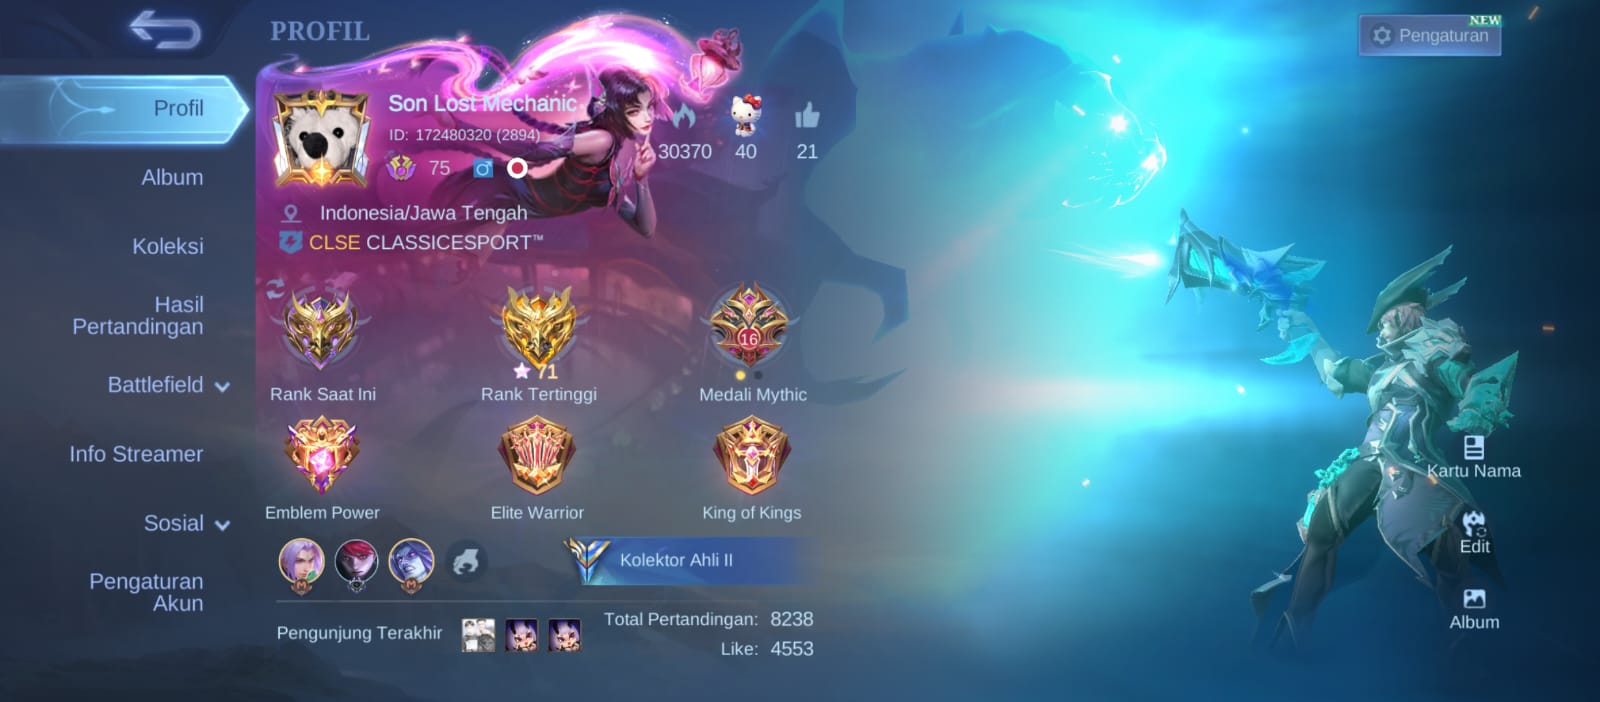 PROFIL
NEW
Pengaturan
Profil
Album
Koleksi
Hasil
Pertandingan
Battlefield
Info Streamer
Sosial
Pengaturan
Akun
Son Lost Mechanic
ID: 172480320 (2894)
75
30370
40
21
Indonesia/Jawa Tengah
CLSE CLASSICESPORT™
Rank Saat Ini
71
Rank Tertinggi
16
Medali Mythic
Emblem Power
Elite Warrior
King of Kings
M
M
Kolektor Ahli II
Pengunjung Terakhir
Total Pertandingan: 8238
Like: 4553
Kartu Nama
Edit
Album